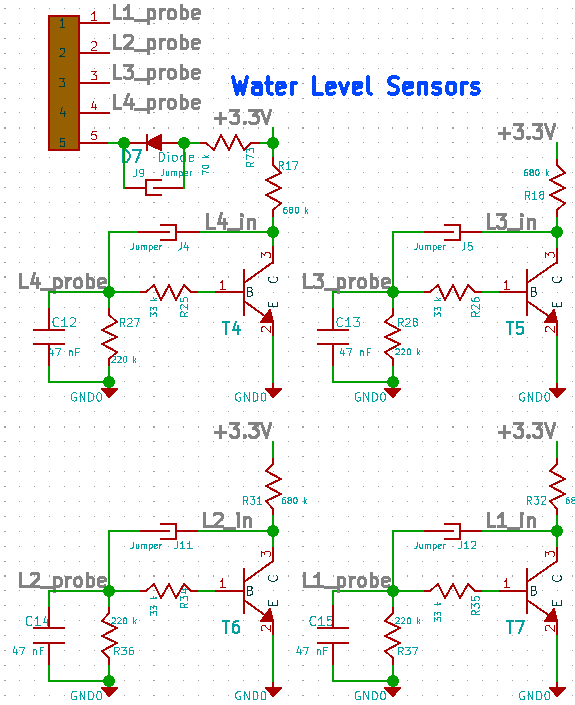 1 1 L1_probe
2 2 L2_probe
3 3 L3_probe
4 4 L4_probe
5 5
Water Level Sensors
D7 Diode
J9 - Jumper
70 k
R73
+3.3V
R17
680 k
+3.3V
680 k
R18
L4_in
Jumper J4
L4_probe
33 k
R25
1 B
3 C
E 2
T4
C12
47 nF
R27
220 k
GND0
GND0
L3_in
Jumper J5
L3_probe
33 k
R26
1 B
3 C
E 2
T5
C13
47 nF
R28
220 k
GND0
GND0
+3.3V
R31
680 k
+3.3V
R32
68
L2_in
Jumper J11
L2_probe
33 k
1 B
3 C
E 2
T6
C14
47 nF
220 k
R36
GND0
GND0
L1_in
Jumper J12
L1_probe
33 k
R35
1 B
3 C
E 2
T7
C15
47 nF
220 k
R37
GND0
GND0